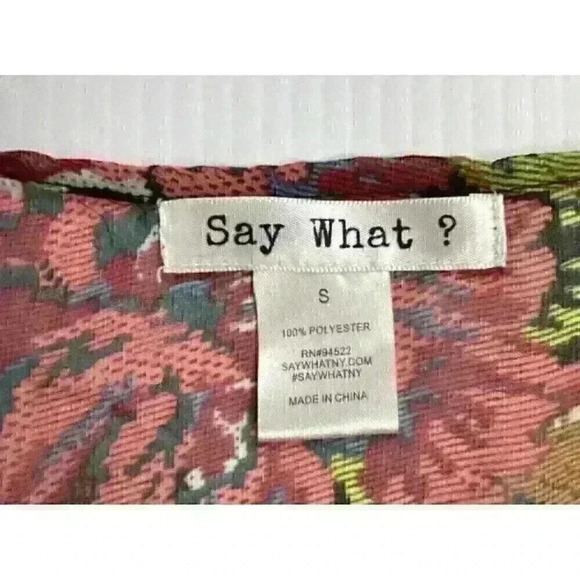 Say What ?
S
100% POLYESTER
RN#94522
SAYWHATNY.COM
#SAYWHATNY
MADE IN CHINA